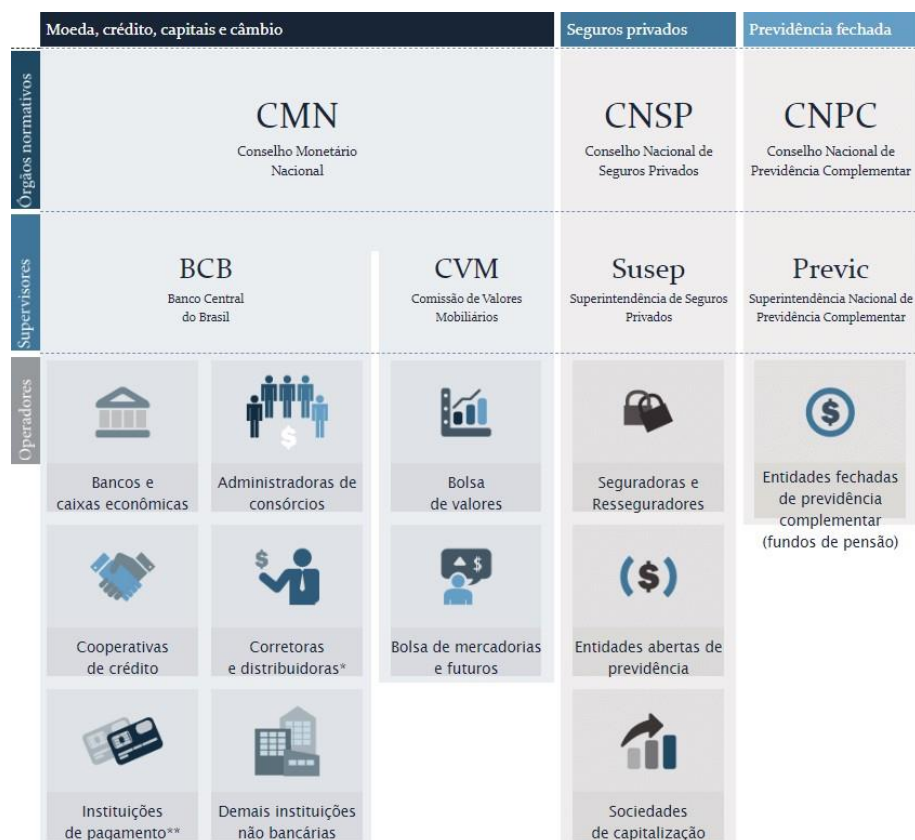 Moeda, crédito, capitais e câmbio
Seguros privados
Previdência fechada
Órgãos normativos
CMN
Conselho Monetário
Nacional
CNSP
Conselho Nacional de
Seguros Privados
CNPC
Conselho Nacional de
Previdência Complementar
Supervisores
BCB
Banco Central
do Brasil
CVM
Comissão de Valores
Mobiliários
Susep
Superintendência de Seguros
Privados
Previc
Superintendência Nacional de
Previdência Complementar
Operadores
$
$
Bancos e
caixas econômicas
Administradoras de
consórcios
Bolsa
de valores
Seguradoras e
Resseguradores
Entidades fechadas
de previdência
complementar
(fundos de pensão)
$
$
($)
Cooperativas
de crédito
Corretoras
e distribuidoras*
Bolsa de mercadorias
e futuros
Entidades abertas de
previdência
Instituições
de pagamento**
Demais instituições
não bancárias
Sociedades
de capitalização